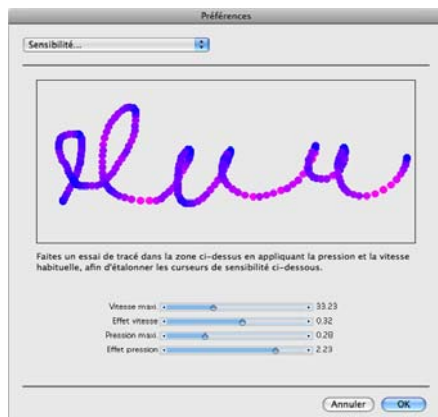 Préférences
Sensibilité...
Faites un essai de tracé dans la zone ci-dessus en appliquant la pression et la vitesse
habituelle, afin d'étalonner les curseurs de sensibilité ci-dessous.
Vitesse maxi. 33.23
Effet vitesse 0.32
Pression maxi. 0.28
Effet pression 2.23
Annuler OK